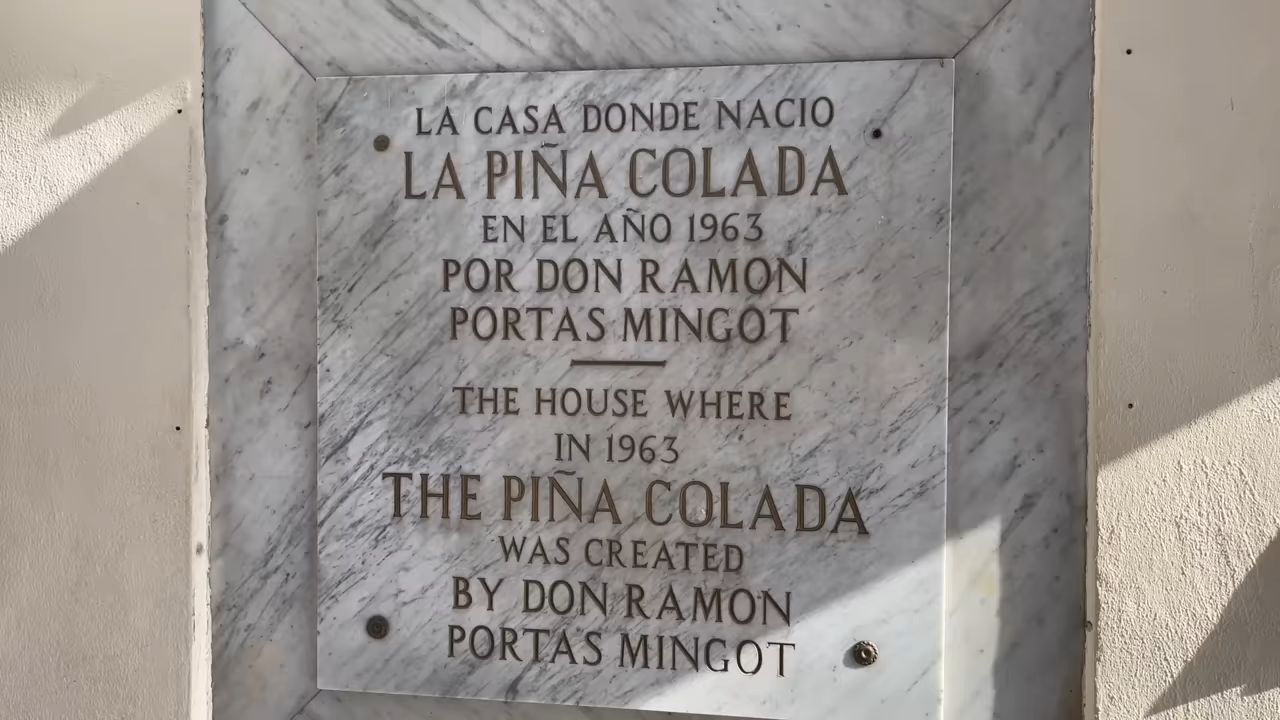 LA CASA DONDE NACIO
LA PIÑA COLADA
EN EL AÑO 1963
POR DON RAMON
PORTAS MINGOT
THE HOUSE WHERE
IN 1963
THE PIÑA COLADA
WAS CREATED
BY DON RAMON
PORTAS MINGOT